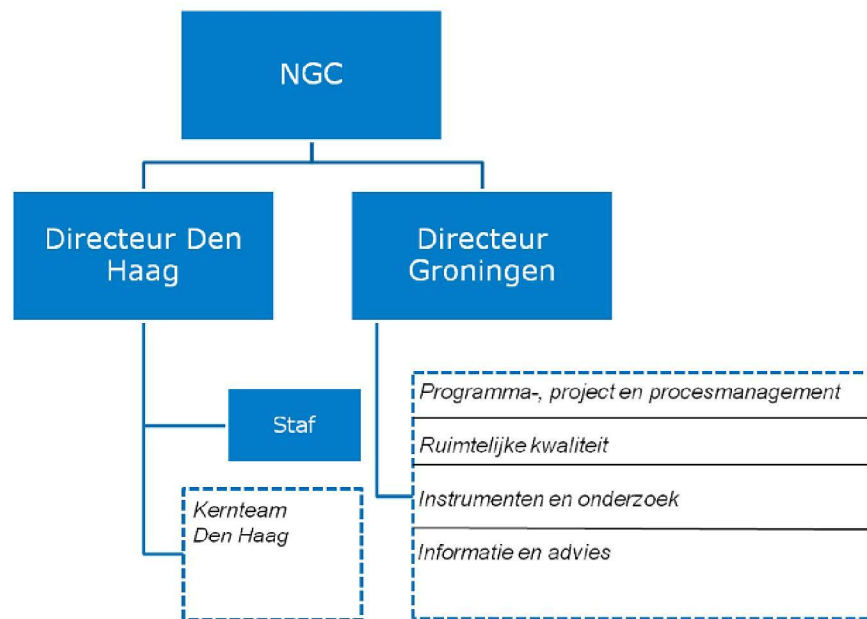 NGC
Directeur Den
Haag
Directeur
Groningen
Staf
Kernteam
Den Haag
Programma-, project en procesmanagement
Ruimtelijke kwaliteit
Instrumenten en onderzoek
Informatie en advies